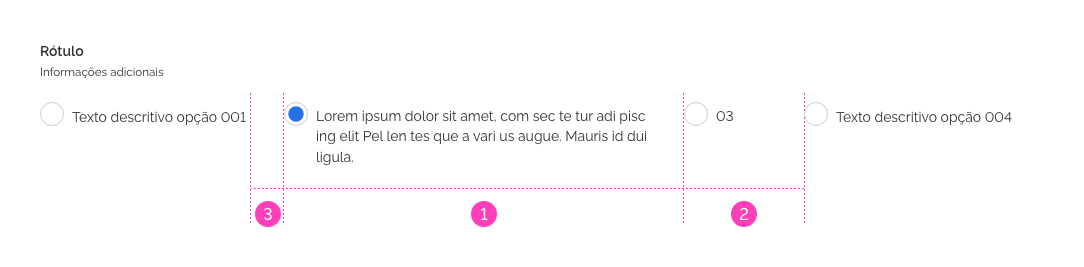 Rótulo
Informações adicionais
Texto descritivo opção 001
Lorem ipsum dolor sit amet, com sec te tur adi pisc
ing elit Pel len tes que a vari us augue. Mauris id dui
ligula.
03
Texto descritivo opção 004
3
1
2